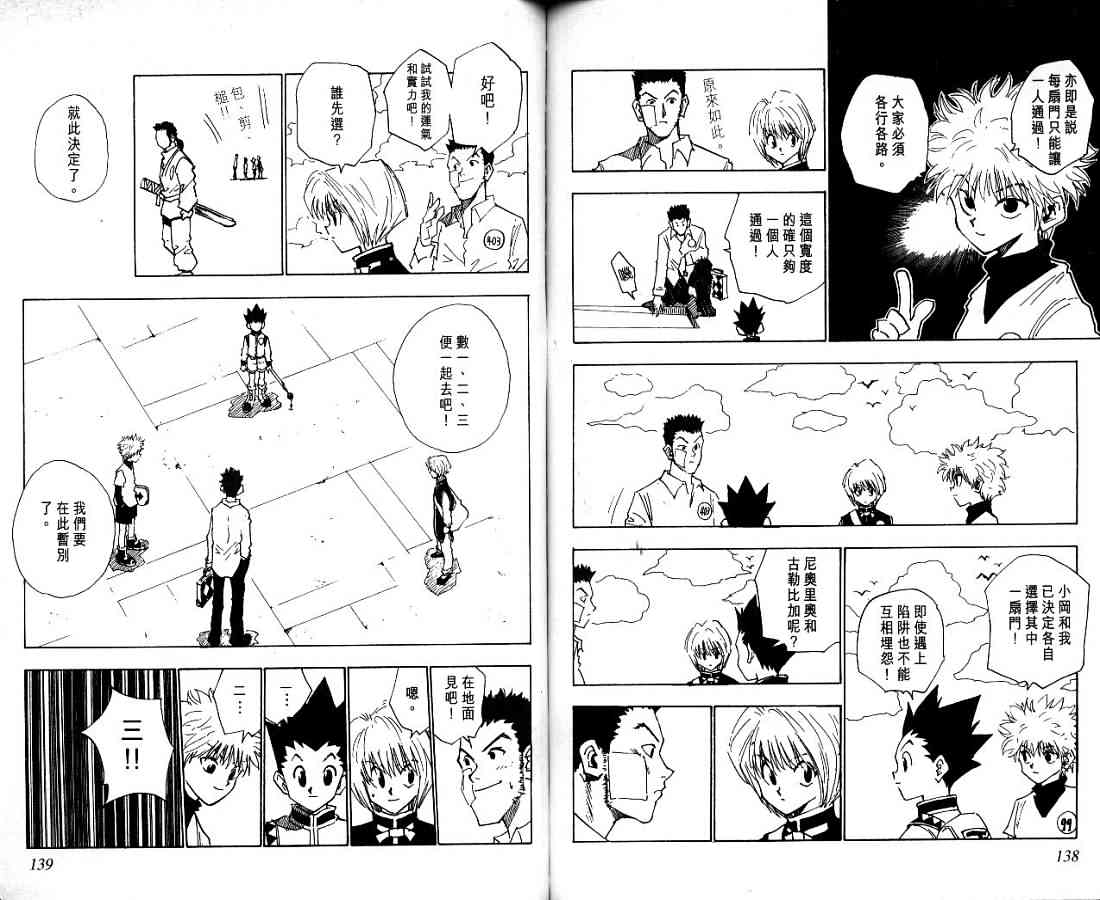 亦即是說
每扇門只能讓
一人通過！
大家必須
各行各路。
原來如此。
這個寬度
的確只夠
一個人
通過！
嘰
403
小岡和我
已決定各自
選擇其中
一扇門！
即使遇上
陷阱也不能
互相埋怨！
99
尼奧里奧和
古勒比加呢？
138
好吧！
試試我的運氣
和實力吧！
誰先選？
403
包、剪、
槌!!
就此決定了。
數一、二、三
便一起去吧！
我們要
在此暫別
了。
在地面
見吧！
嗯。
一…
二…
三!!
139